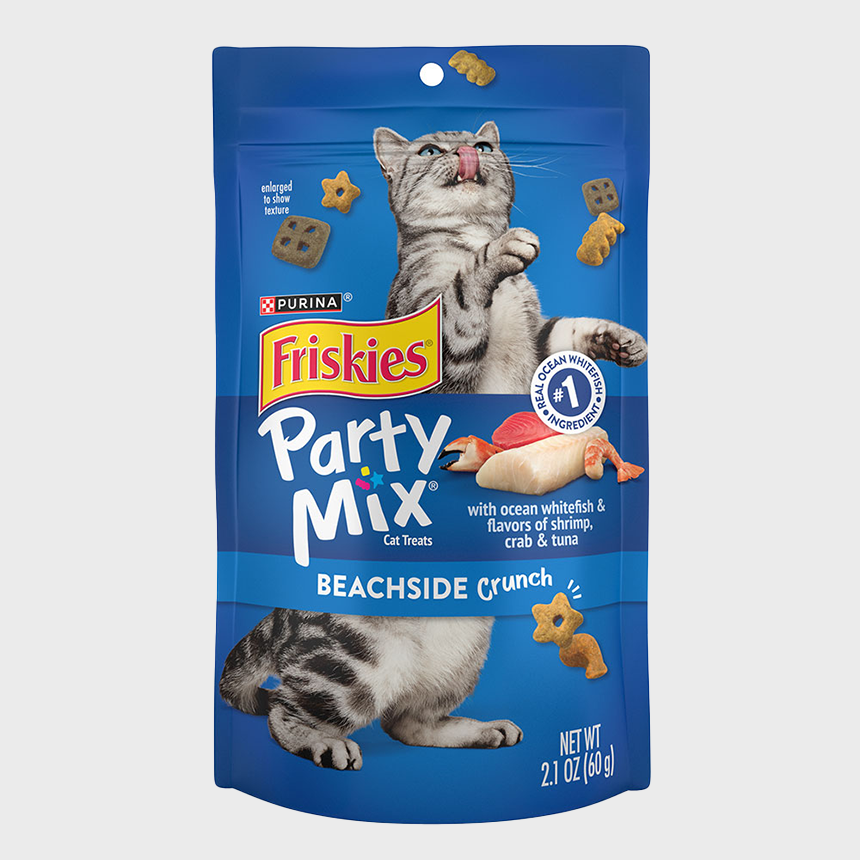 enlarged
to show
texture
PURINA®
Friskies®
Party
Mix®
Cat Treats
REAL OCEAN WHITEFISH
#1
• INGREDIENT •
with ocean whitefish &
flavors of shrimp,
crab & tuna
BEACHSIDE Crunch
NET WT
2.1 OZ (60 g)